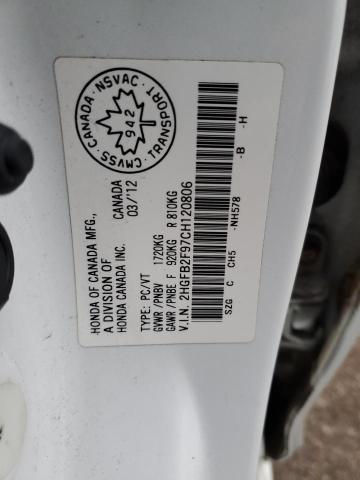 CANADA · NSVAC · TRANSPORT · CMVSS ·
942
HONDA OF CANADA MFG.,
A DIVISION OF
HONDA CANADA INC.
CANADA
03/'12
TYPE: PC/VT
GVWR /PNBV 1720KG
GAWR /PNBE F 920KG R 810KG
V.I.N. 2HGFB2F97CH120806
SZG C CH5 -NH578 -B -H